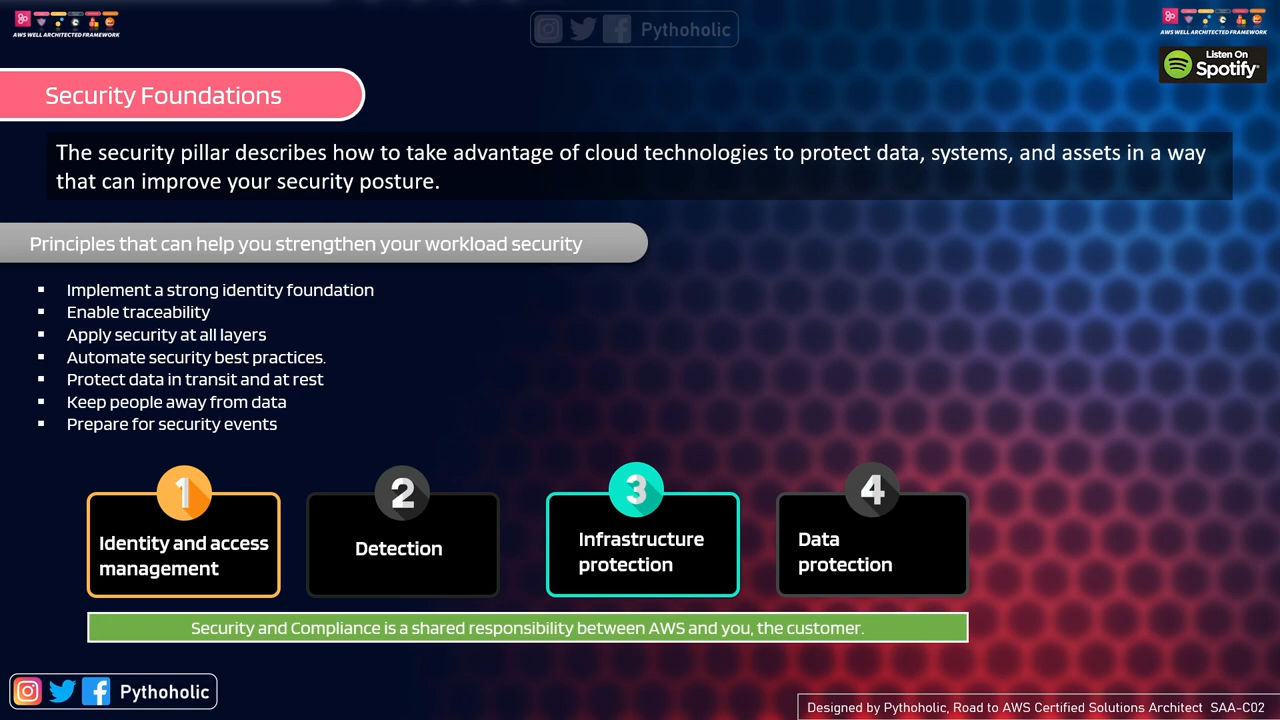 AWS WELL ARCHITECTED FRAMEWORK
Pythoholic
AWS WELL ARCHITECTED FRAMEWORK
Listen On
Spotify
Security Foundations
The security pillar describes how to take advantage of cloud technologies to protect data, systems, and assets in a way
that can improve your security posture.
Principles that can help you strengthen your workload security
▪ Implement a strong identity foundation
▪ Enable traceability
▪ Apply security at all layers
▪ Automate security best practices.
▪ Protect data in transit and at rest
▪ Keep people away from data
▪ Prepare for security events
1
Identity and access
management
2
Detection
3
Infrastructure
protection
4
Data
protection
Security and Compliance is a shared responsibility between AWS and you, the customer.
Pythoholic
Designed by Pythoholic, Road to AWS Certified Solutions Architect SAA-C02